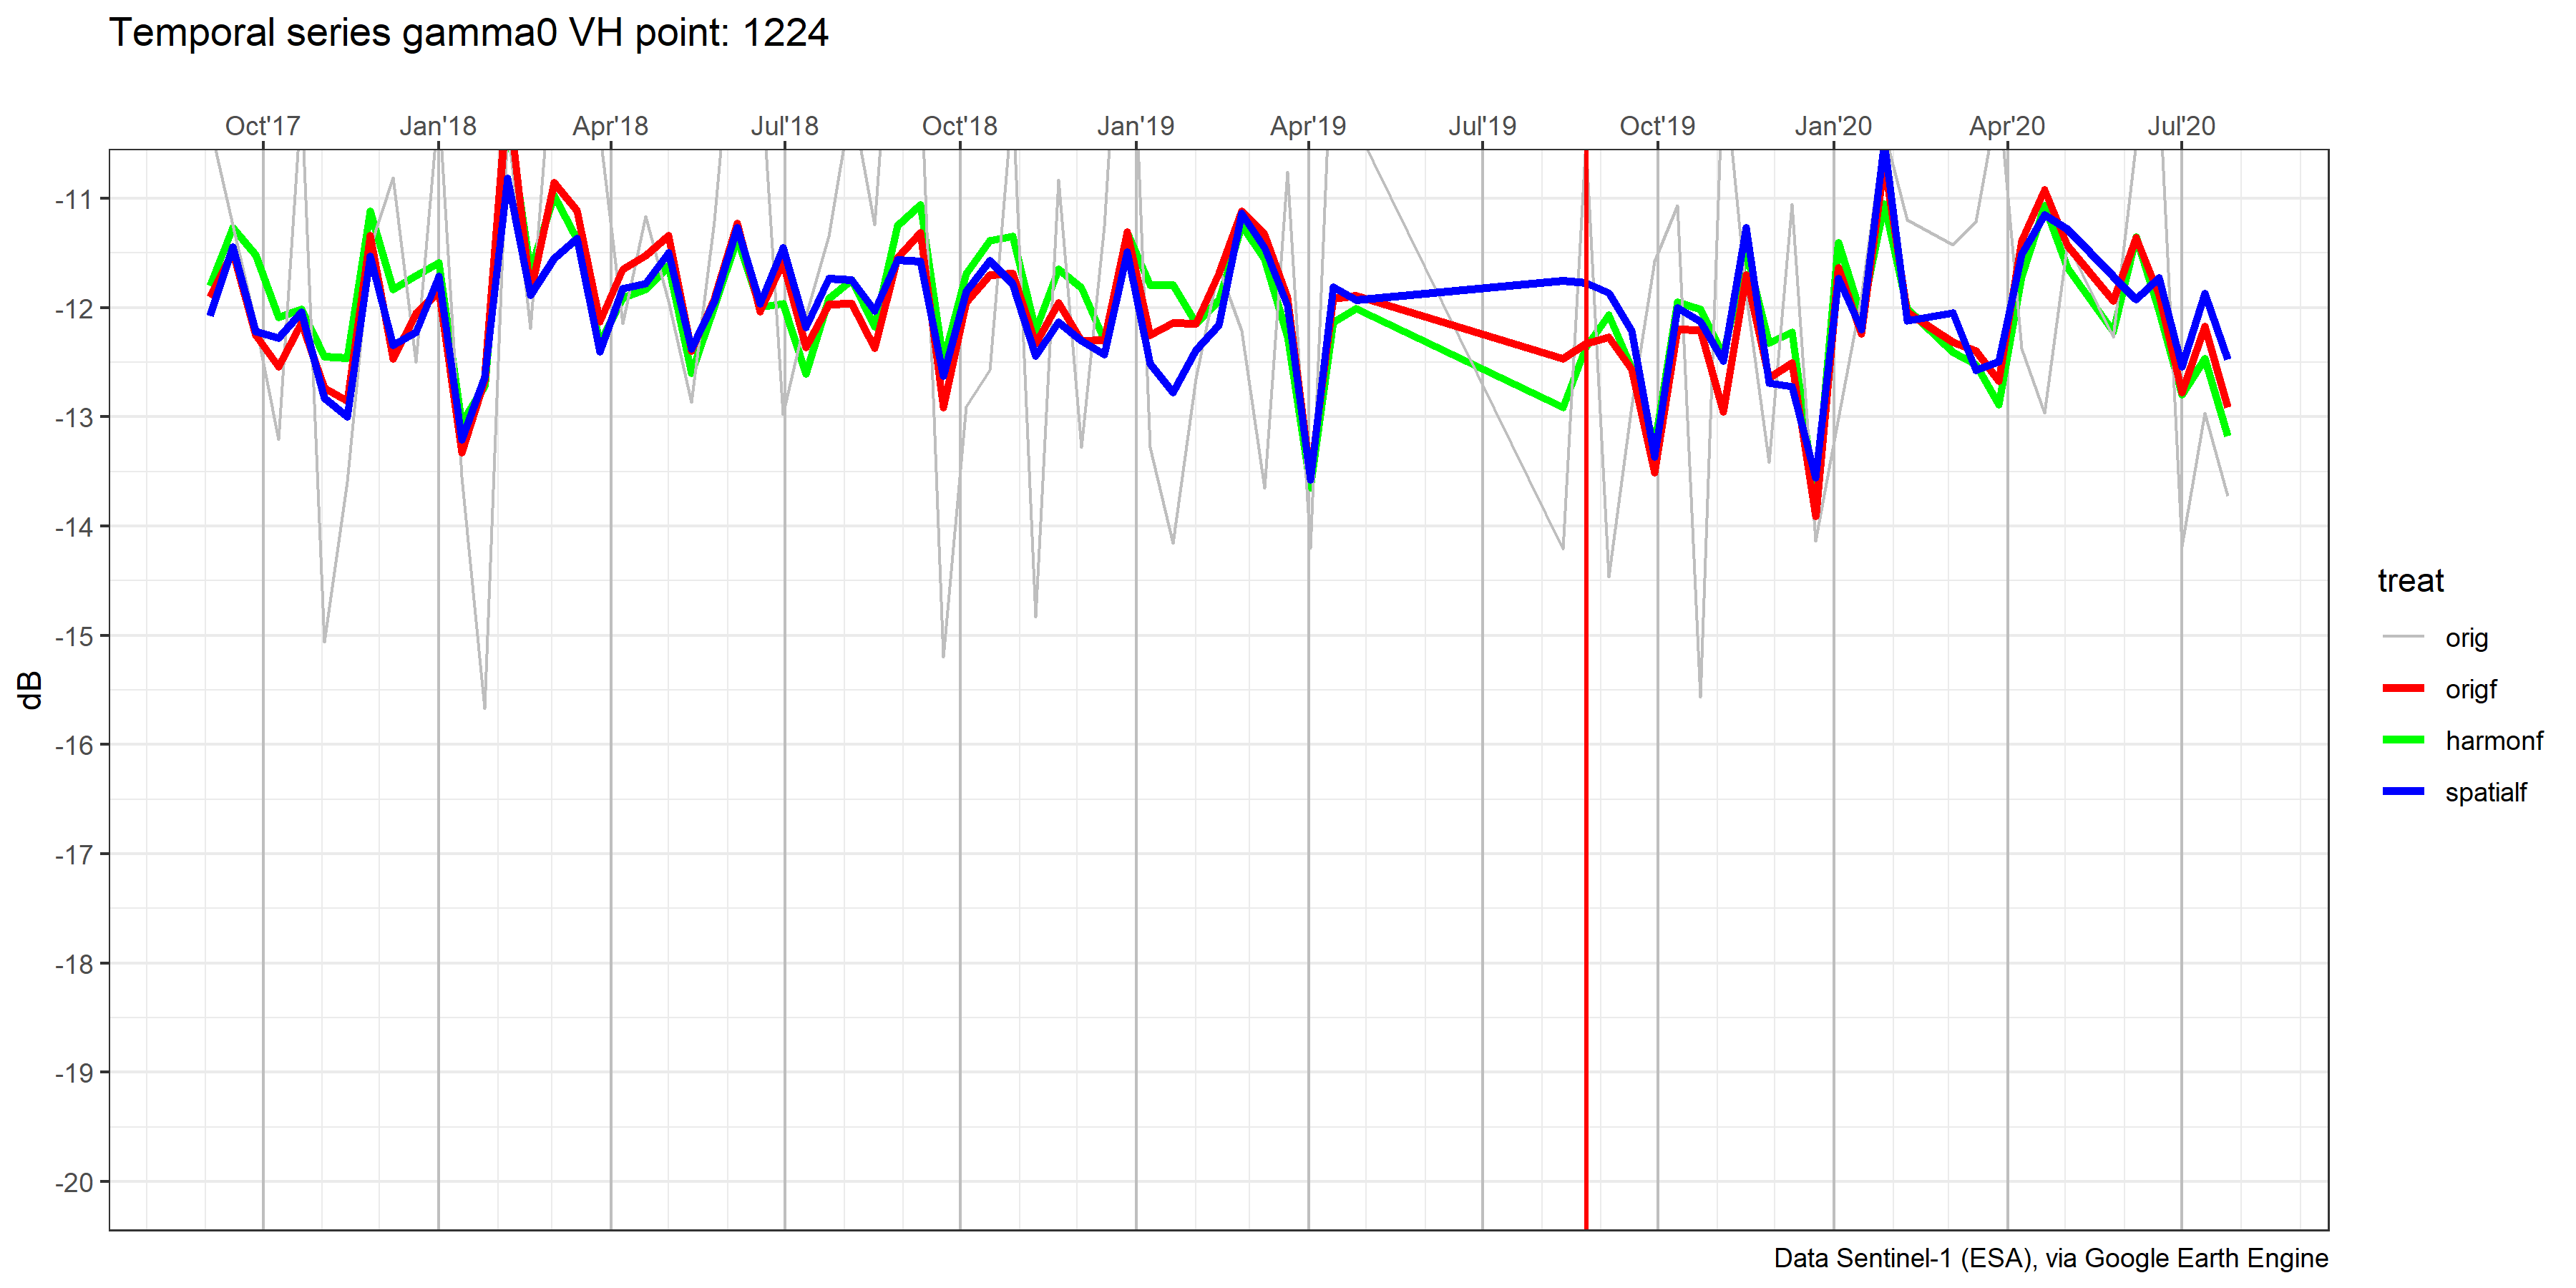 Temporal series gamma0 VH point: 1224
Oct'17 Jan'18 Apr'18 Jul'18 Oct'18 Jan'19 Apr'19 Jul'19 Oct'19 Jan'20 Apr'20 Jul'20
-11
-12
-13
-14
-15
-16
-17
-18
-19
-20
dB
treat
orig
origf
harmonf
spatialf
Data Sentinel-1 (ESA), via Google Earth Engine